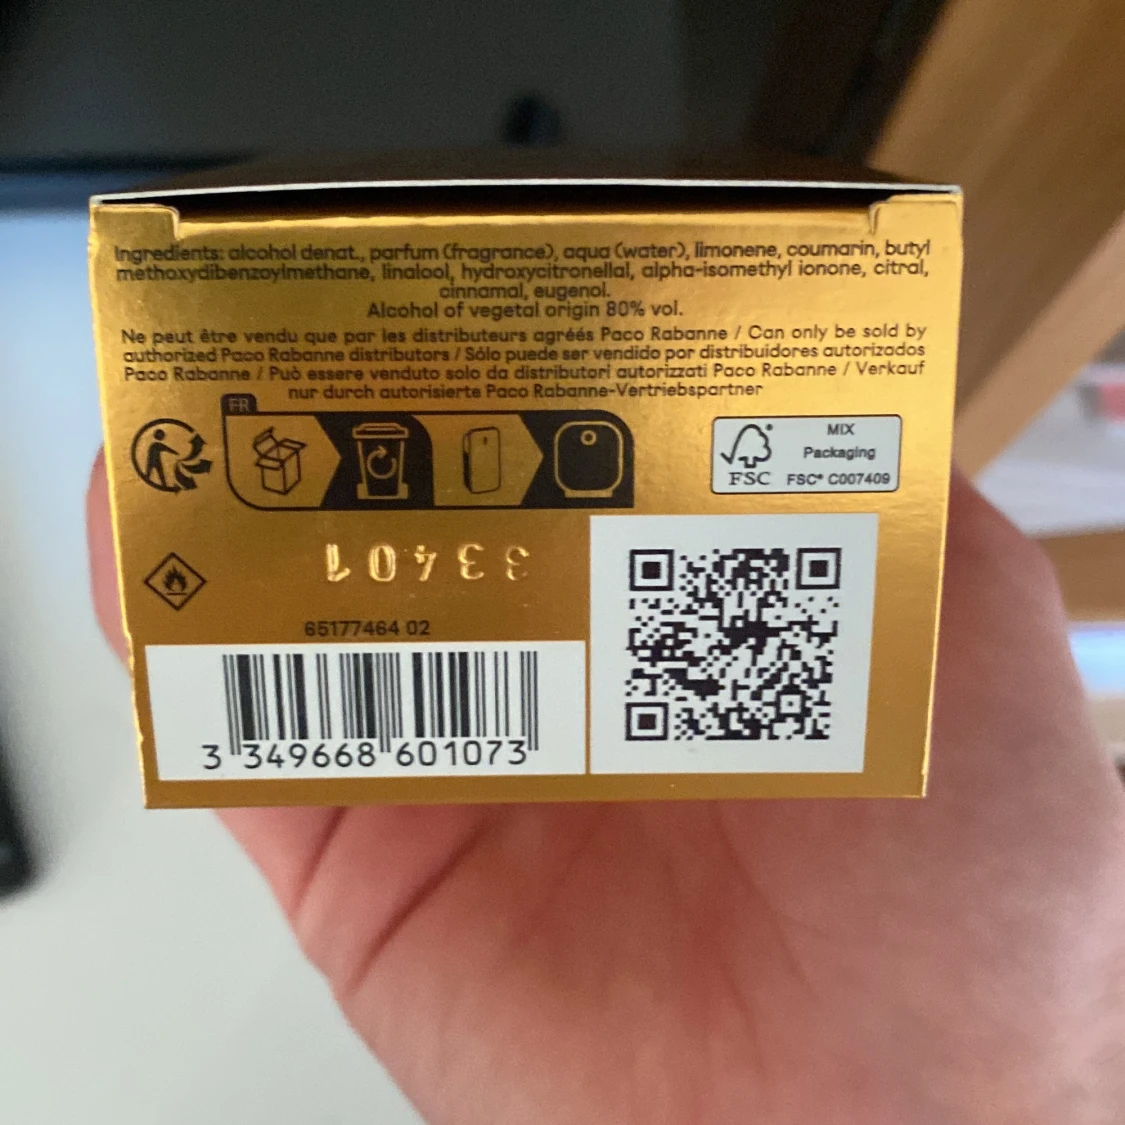 Ingredients: alcohol denat., parfum (fragrance), aqua (water), limonene, coumarin, butyl
methoxydibenzoylmethane, linalool, hydroxycitronellal, alpha-isomethyl ionone, citral,
cinnamal, eugenol.
Alcohol of vegetal origin 80% vol.
Ne peut être vendu que par les distributeurs agréés Paco Rabanne / Can only be sold by
authorized Paco Rabanne distributors / Sólo puede ser vendido por distribuidores autorizados
Paco Rabanne / Può essere venduto solo da distributori autorizzati Paco Rabanne / Verkauf
nur durch autorisierte Paco Rabanne-Vertriebspartner
FR
MIX
Packaging
FSC® C007409
FSC
33401
65177464 02
3 349668 601073